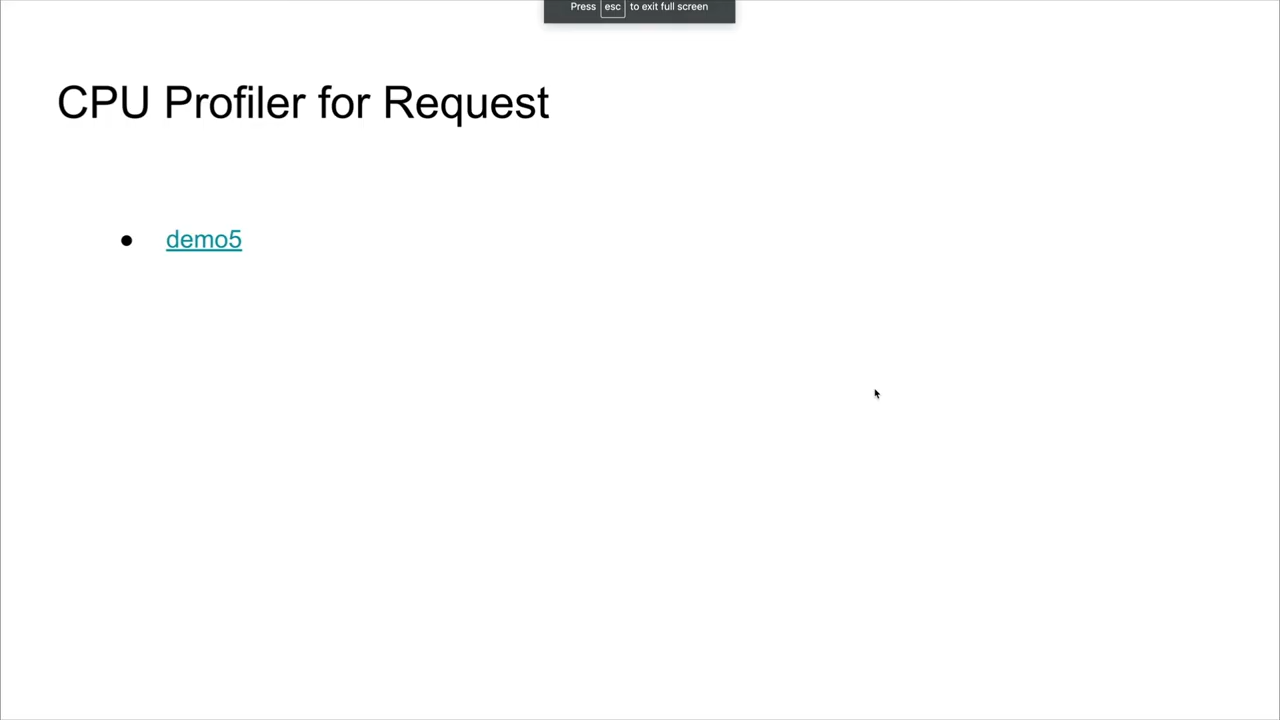 Press esc to exit full screen
CPU Profiler for Request
● demo5